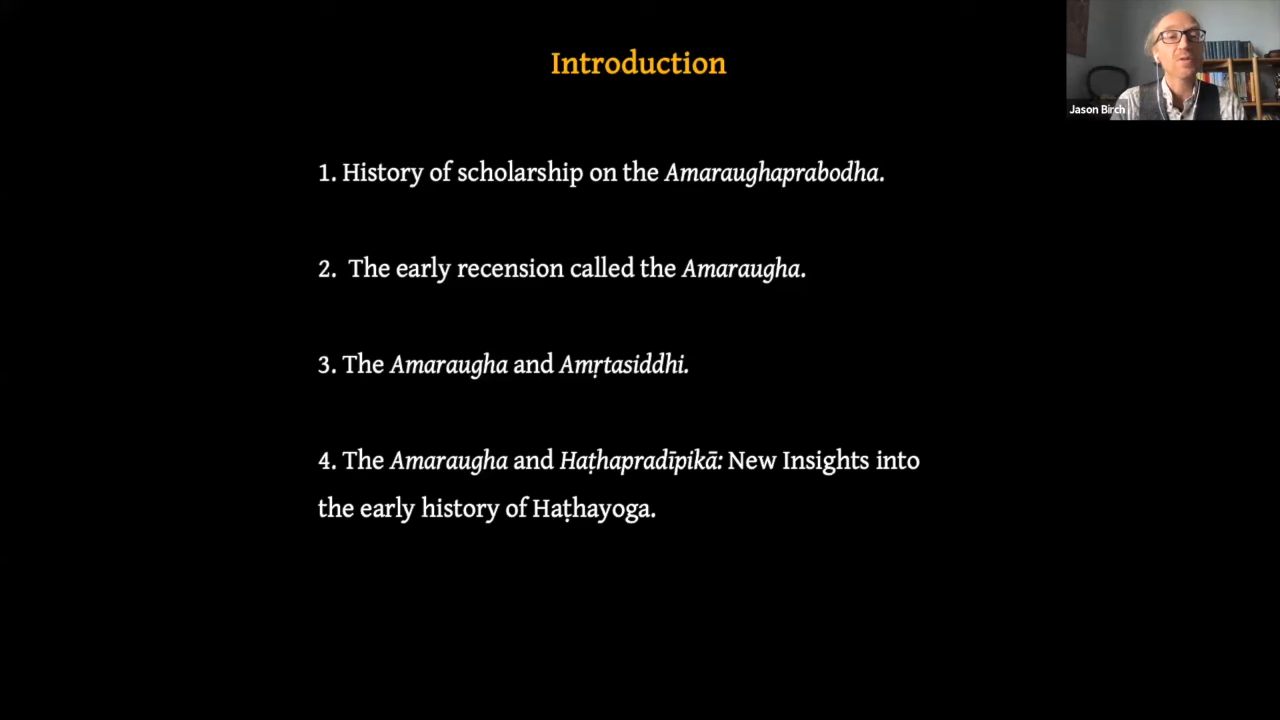 Introduction
Jason Birch
1. History of scholarship on the Amaraughaprabodha.
2. The early recension called the Amaraugha.
3. The Amaraugha and Amṛtasiddhi.
4. The Amaraugha and Haṭhapradīpikā: New Insights into
the early history of Haṭhayoga.